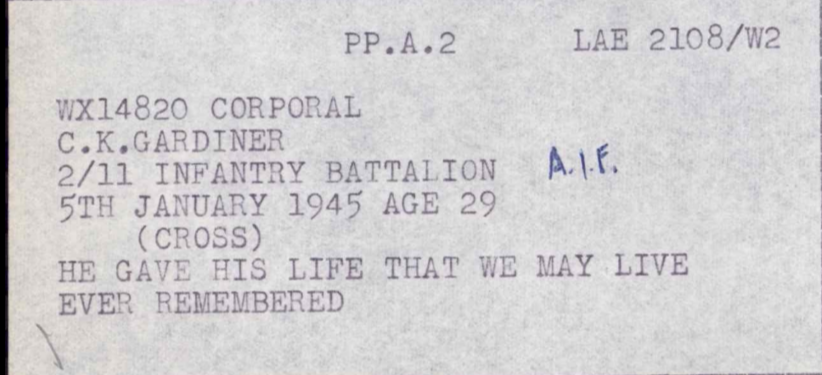 PP.A.2 LAE 2108/W2
WX14820 CORPORAL
C.K.GARDINER
2/11 INFANTRY BATTALION A.I.F.
5TH JANUARY 1945 AGE 29
(CROSS)
HE GAVE HIS LIFE THAT WE MAY LIVE
EVER REMEMBERED